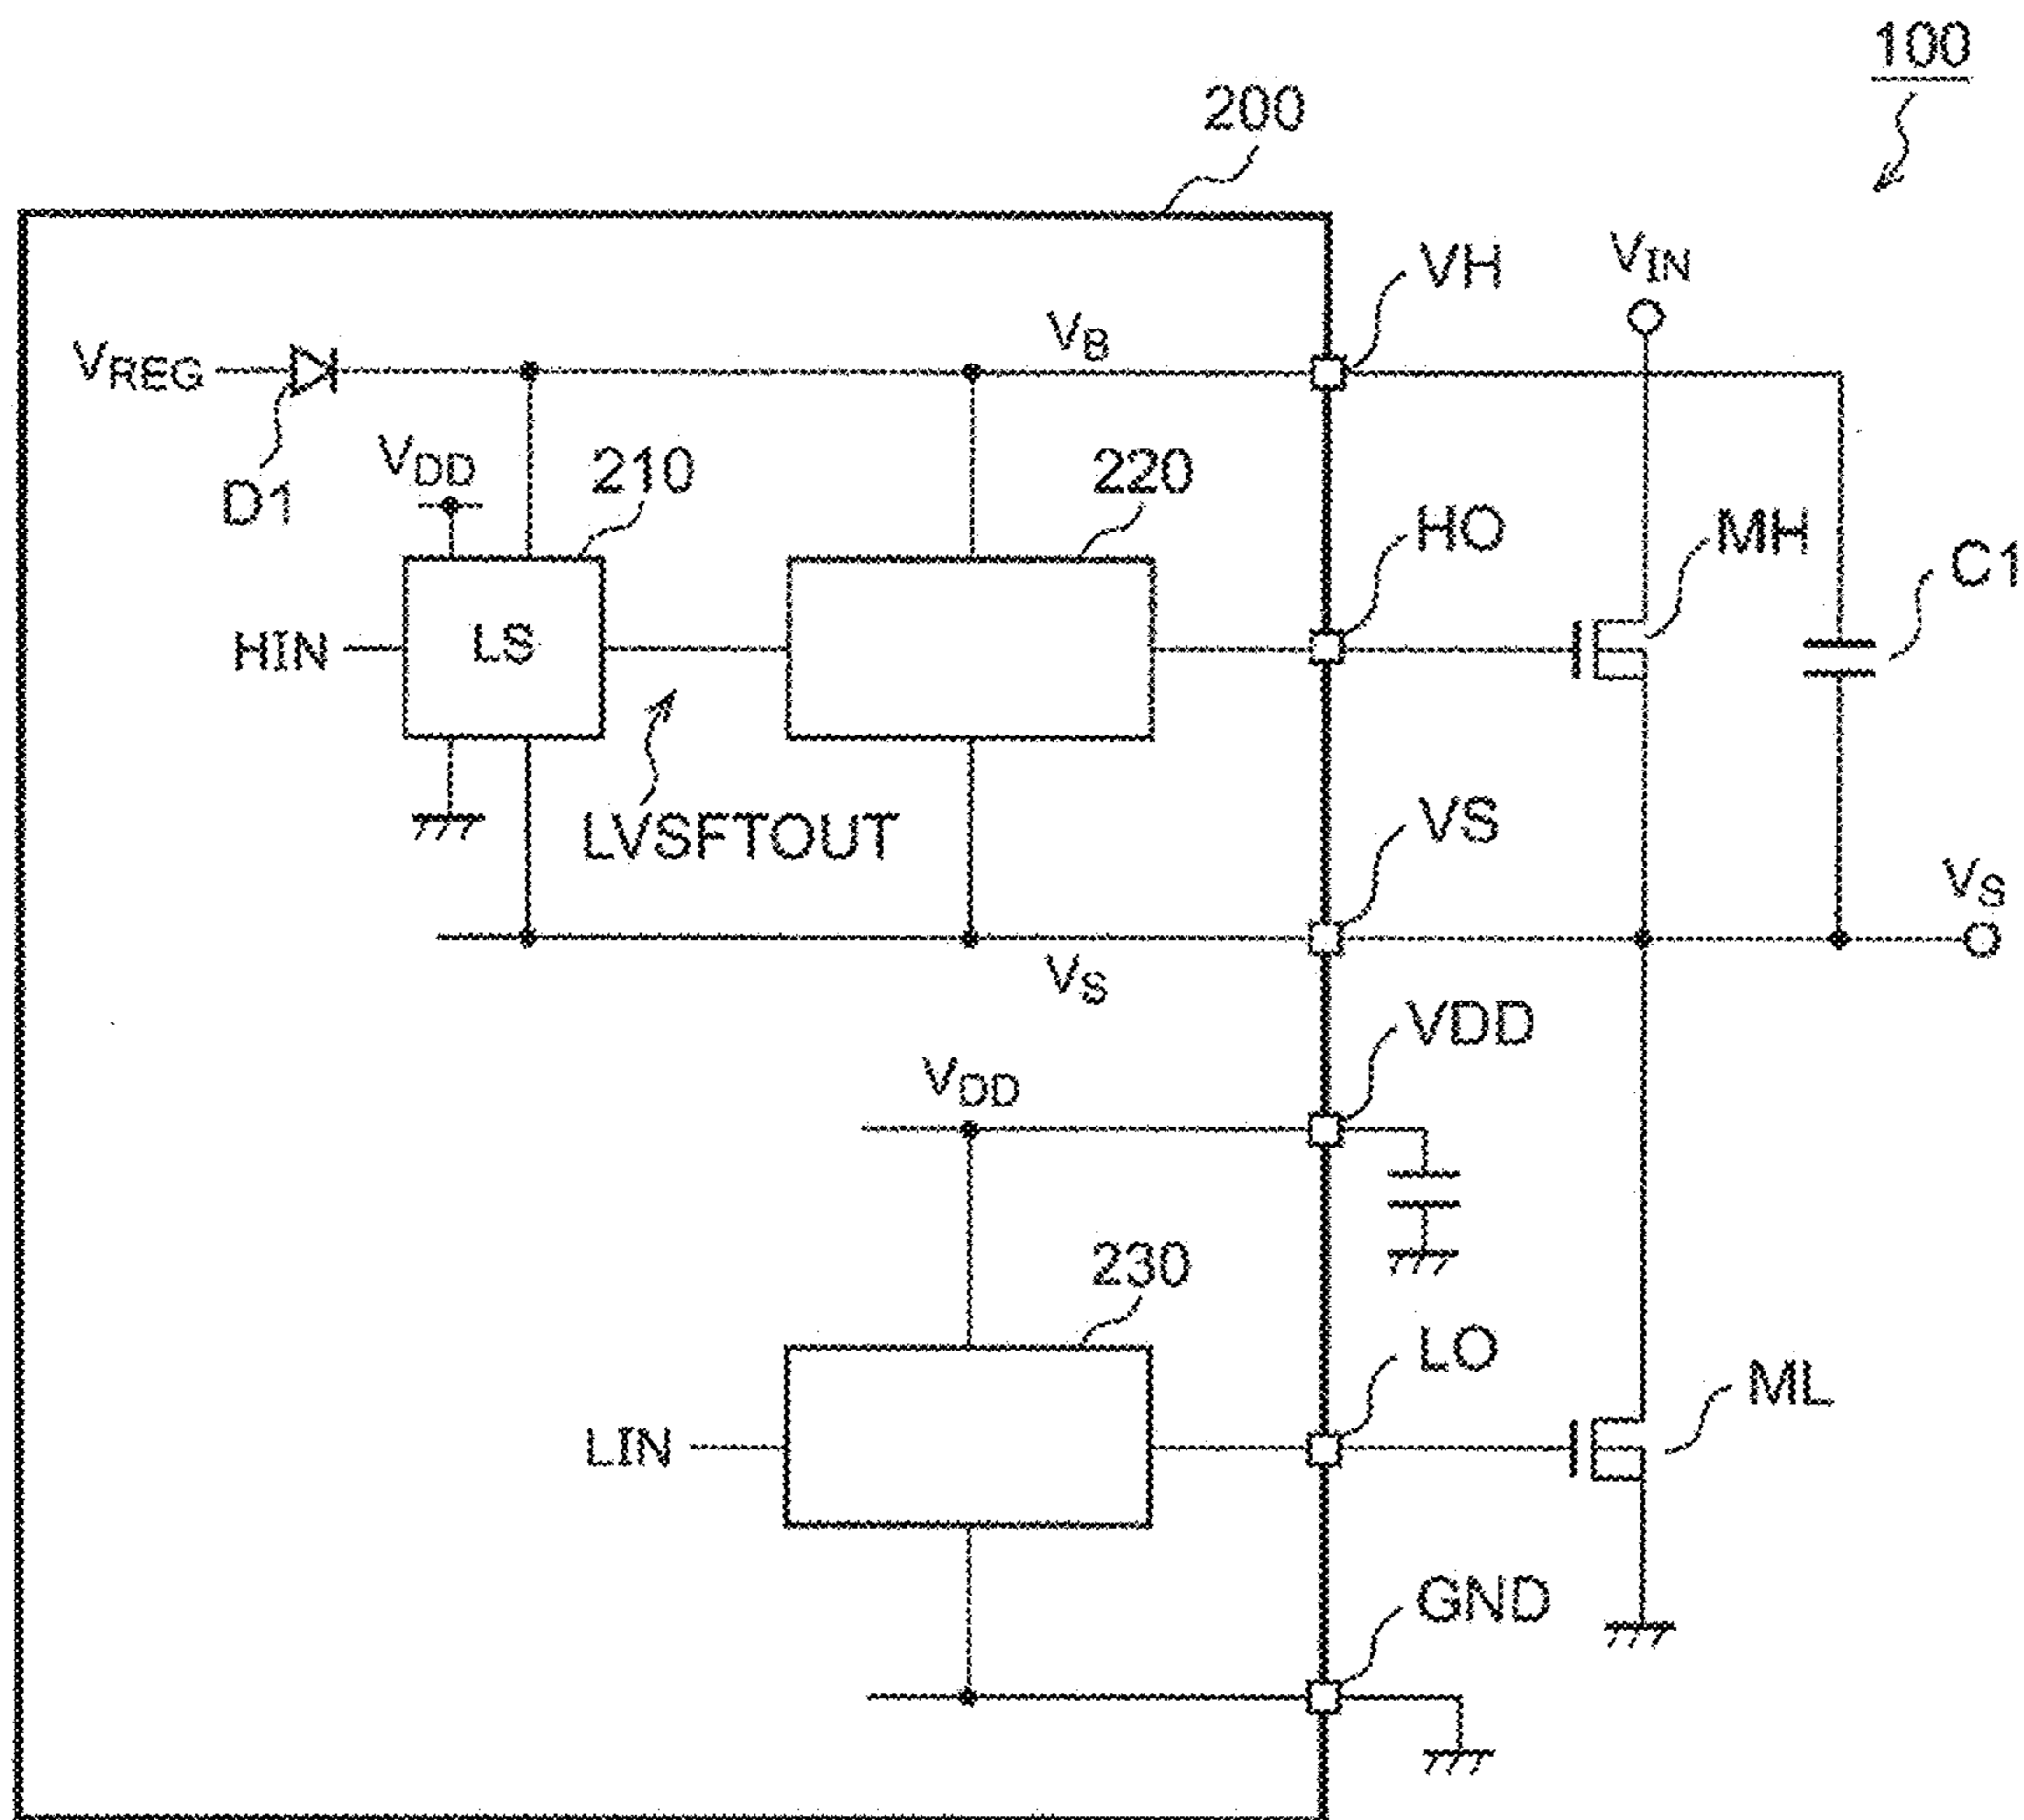 100
200
VH
VIN
VB
VREG
VDD
210
220
D1
HO
MH
C1
HIN
LS
LVSFTOUT
VS
VS
VS
VDD
VDD
230
LO
ML
LIN
GND